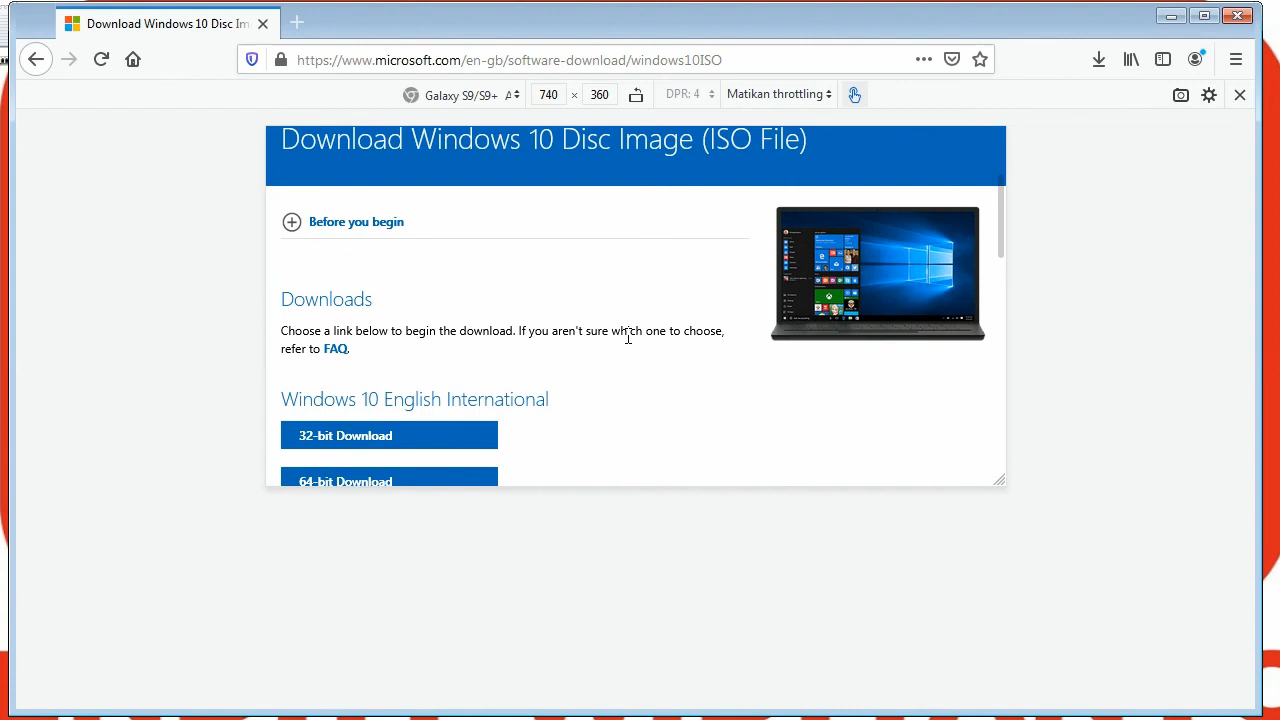 Download Windows 10 Disc Im
https://www.microsoft.com/en-gb/software-download/windows10ISO
Galaxy S9/S9+ A
740 × 360
DPR: 4
Matikan throttling
Download Windows 10 Disc Image (ISO File)
Before you begin
Downloads
Choose a link below to begin the download. If you aren't sure which one to choose,
refer to FAQ.
Windows 10 English International
32-bit Download
64-bit Download